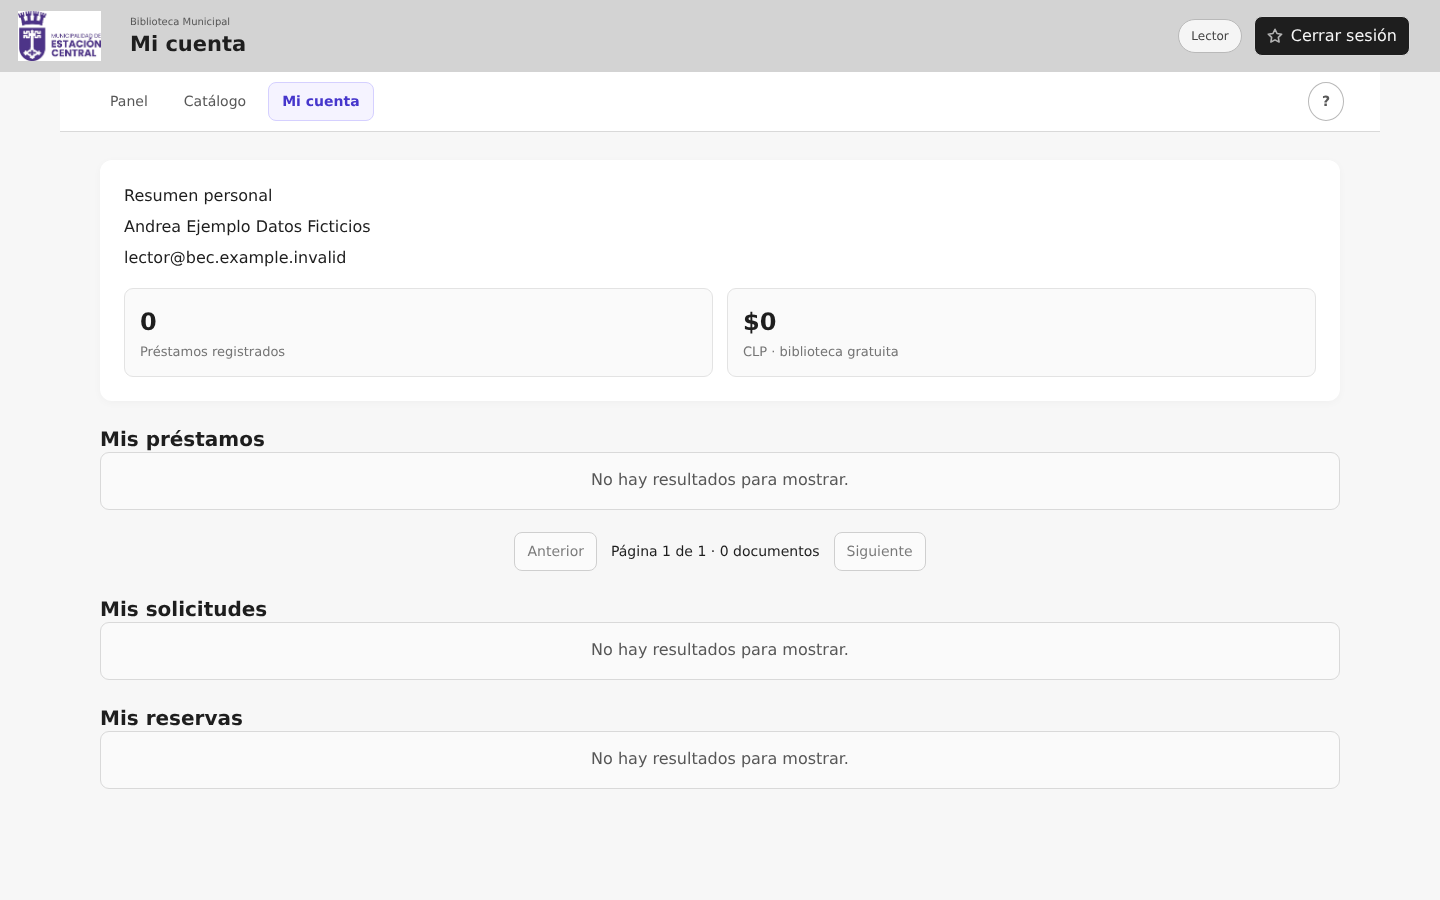 MUNICIPALIDAD DE
ESTACIÓN
CENTRAL
Biblioteca Municipal
Mi cuenta
Lector
Cerrar sesión
Panel
Catálogo
Mi cuenta
?
Resumen personal
Andrea Ejemplo Datos Ficticios
lector@bec.example.invalid
0
Préstamos registrados
$0
CLP · biblioteca gratuita
Mis préstamos
No hay resultados para mostrar.
Anterior
Página 1 de 1 · 0 documentos
Siguiente
Mis solicitudes
No hay resultados para mostrar.
Mis reservas
No hay resultados para mostrar.